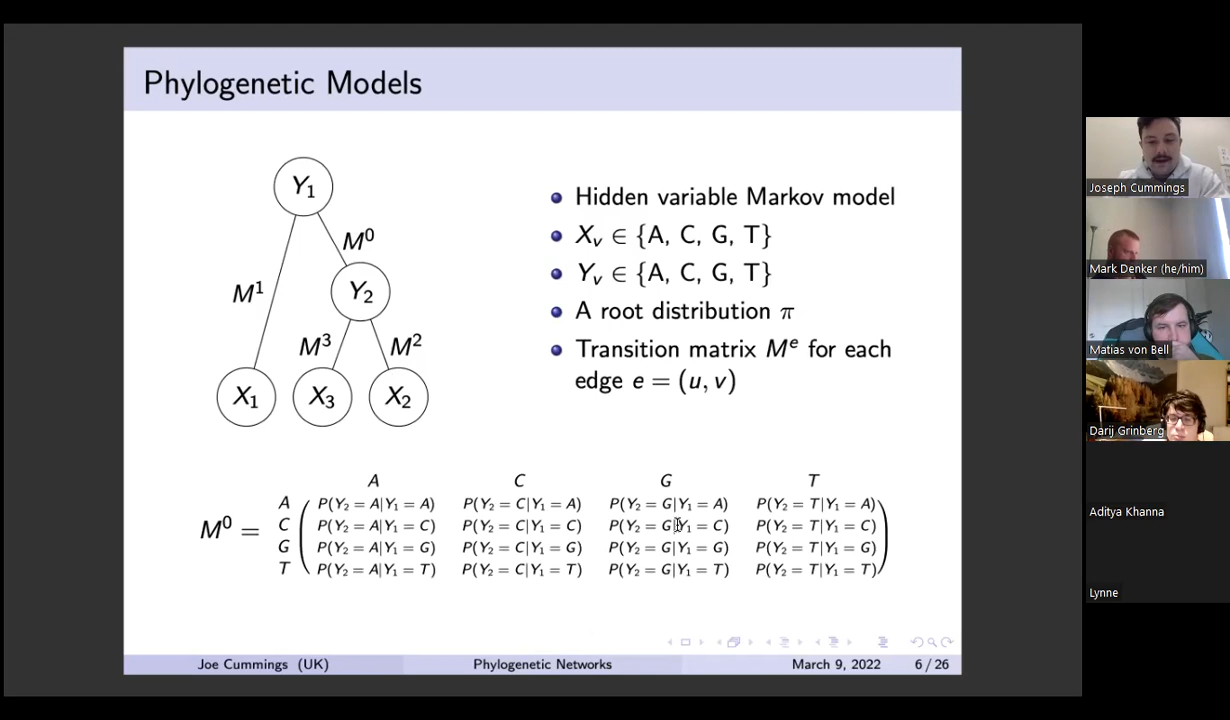 Phylogenetic Models
Y₁
M⁰
M¹
Y₂
M³
M²
X₁
X₃
X₂
Hidden variable Markov model
Xᵥ ∈ {A, C, G, T}
Yᵥ ∈ {A, C, G, T}
A root distribution π
Transition matrix Mᵉ for each
edge e = (u, v)
A C G T
A P(Y₂ = A|Y₁ = A) P(Y₂ = C|Y₁ = A) P(Y₂ = G|Y₁ = A) P(Y₂ = T|Y₁ = A)
M⁰ = C P(Y₂ = A|Y₁ = C) P(Y₂ = C|Y₁ = C) P(Y₂ = G|Y₁ = C) P(Y₂ = T|Y₁ = C)
G P(Y₂ = A|Y₁ = G) P(Y₂ = C|Y₁ = G) P(Y₂ = G|Y₁ = G) P(Y₂ = T|Y₁ = G)
T P(Y₂ = A|Y₁ = T) P(Y₂ = C|Y₁ = T) P(Y₂ = G|Y₁ = T) P(Y₂ = T|Y₁ = T)
Joe Cummings (UK) Phylogenetic Networks March 9, 2022 6 / 26
Joseph Cummings
Mark Denker (he/him)
Matias von Bell
Darij Grinberg
Aditya Khanna
Lynne